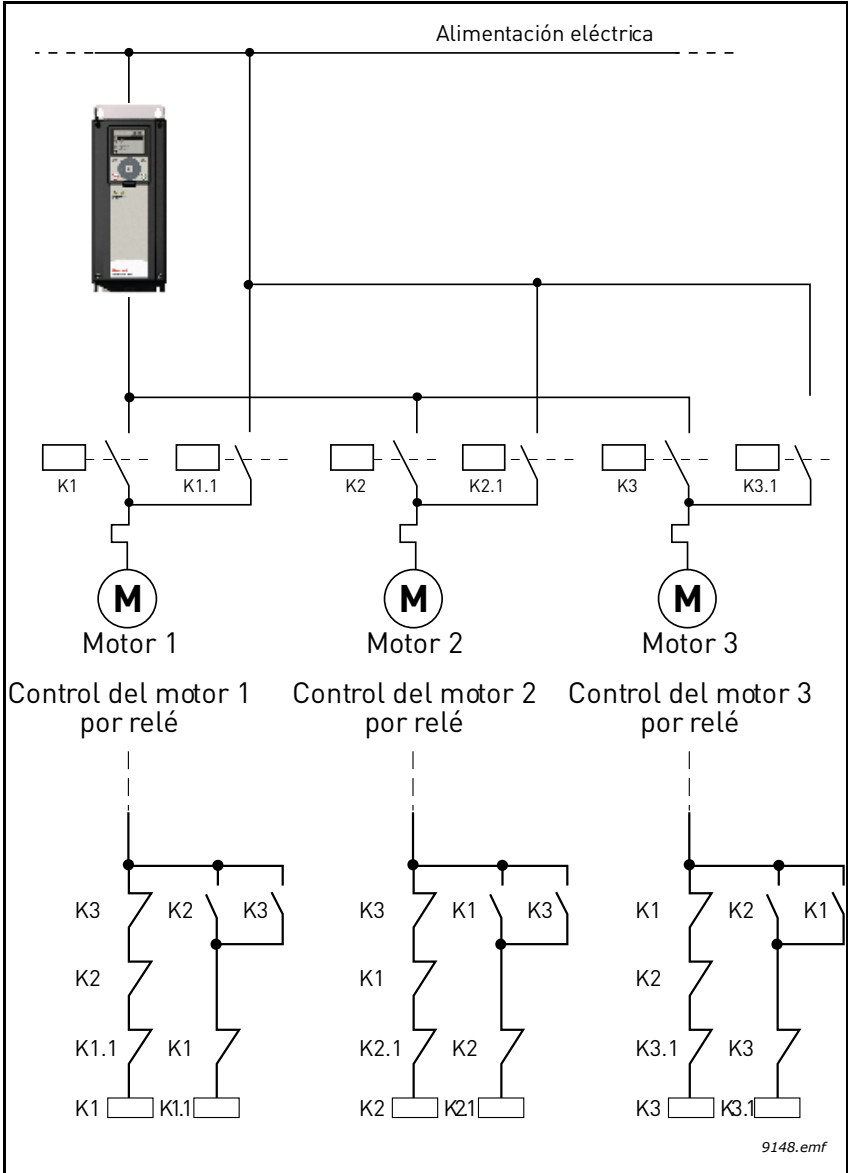 Alimentación eléctrica
K1 K1.1 K2 K2.1 K3 K3.1
M M M
Motor 1 Motor 2 Motor 3
Control del motor 1 Control del motor 2 Control del motor 3
por relé por relé por relé
K3 K2 K3 K3 K1 K3 K1 K2 K1
K2 K1 K2
K1.1 K1 K2.1 K2 K3.1 K3
K1 K1.1 K2 K2.1 K3 K3.1
9148.emf